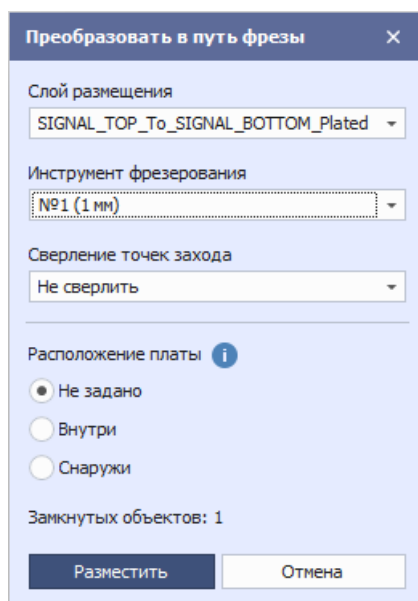 Преобразовать в путь фрезы
Слой размещения
SIGNAL_TOP_To_SIGNAL_BOTTOM_Plated
Инструмент фрезерования
№1 (1 мм)
Сверление точек захода
Не сверлить
Расположение платы i
Не задано
Внутри
Снаружи
Замкнутых объектов: 1
Разместить Отмена